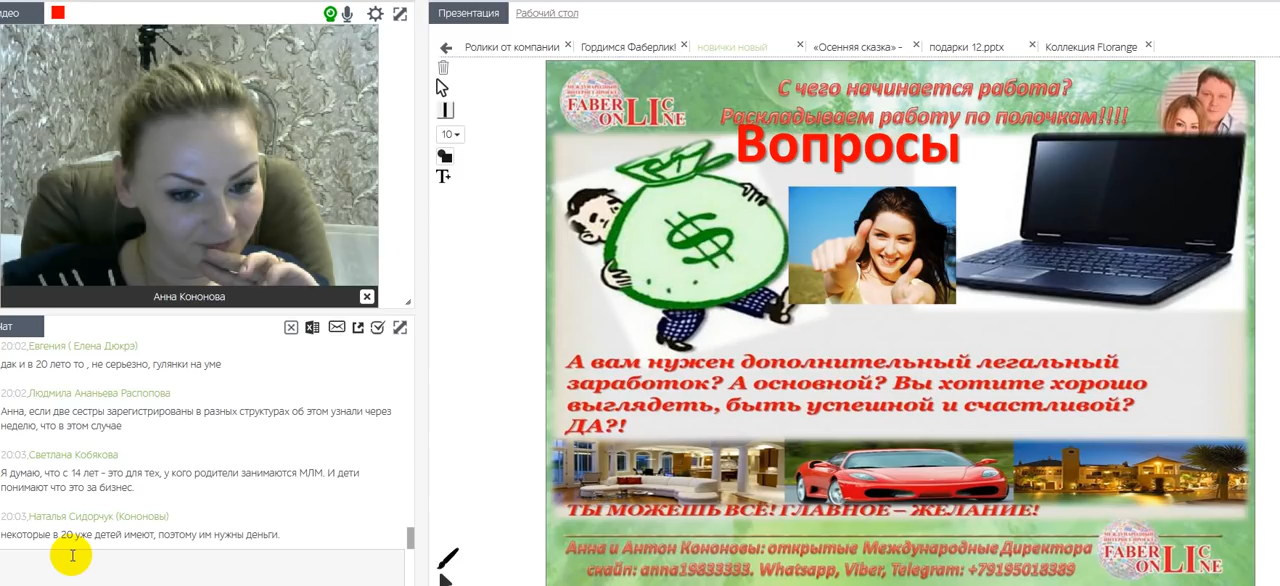 идео
Анна Кононова
чат
20:02,Евгения ( Елена Дюкрэ)
дак и в 20 лето то , не серьезно, гулянки на уме
20:02,Людмила Ананьева Распопова
Анна, если две сестры зарегистрированы в разных структурах об этом узнали через
неделю, что в этом случае
20:03,Светлана Кобякова
Я думаю, что с 14 лет - это для тех, у кого родители занимаются МЛМ. И дети
понимают что это за бизнес.
20:03,Наталья Сидорчук (Кононовы)
некоторые в 20 уже детей имеют, поэтому им нужны деньги.
Презентация
Рабочий стол
Ролики от компании
Гордимся Фаберлик!
новички новый
«Осенняя сказка» -
подарки 12.pptx
Коллекция Florange
10
T+
МЕЖДУНАРОДНЫЙ
ИНТЕРНЕТ-ПРОЕКТ
FABERLIC
ONLINE
С чего начинается работа?
Раскладываем работу по полочкам!!!!
Вопросы
$
А вам нужен дополнительный легальный
заработок? А основной? Вы хотите хорошо
выглядеть, быть успешной и счастливой?
ДА?!
ТЫ МОЖЕШЬ ВСЁ! ГЛАВНОЕ – ЖЕЛАНИЕ!
Анна и Антон Кононовы: открытые Международные Директора
скайп: anna19833333. Whatsapp, Viber, Telegram: +79195018389
FABERLIC
ONLINE